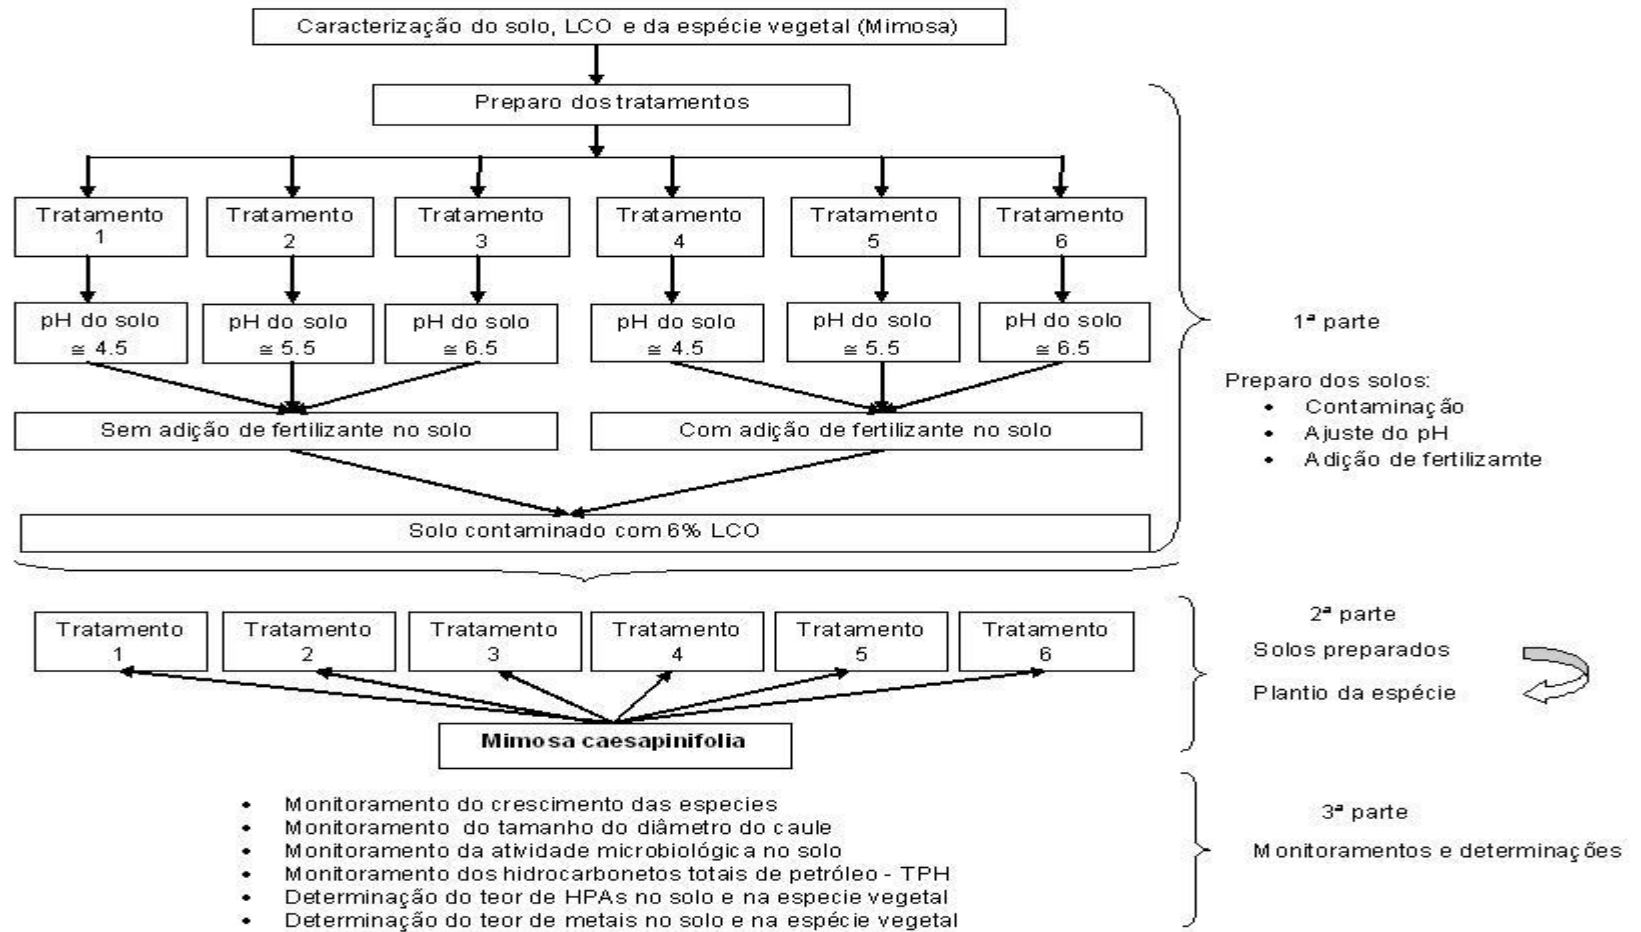 Caracterização do solo, LCO e da espécie vegetal (Mimosa)
Preparo dos tratamentos
Tratamento
1
Tratamento
2
Tratamento
3
Tratamento
4
Tratamento
5
Tratamento
6
pH do solo
≅ 4.5
pH do solo
≅ 5.5
pH do solo
≅ 6.5
pH do solo
≅ 4.5
pH do solo
≅ 5.5
pH do solo
≅ 6.5
Sem adição de fertilizante no solo
Com adição de fertilizante no solo
Solo contaminado com 6% LCO
1ª parte
Preparo dos solos:
• Contaminação
• Ajuste do pH
• Adição de fertilizamte
Tratamento
1
Tratamento
2
Tratamento
3
Tratamento
4
Tratamento
5
Tratamento
6
Mimosa caesapinifolia
2ª parte
Solos preparados
Plantio da espécie
• Monitoramento do crescimento das especies
• Monitoramento do tamanho do diâmetro do caule
• Monitoramento da atividade microbiológica no solo
• Monitoramento dos hidrocarbonetos totais de petróleo - TPH
• Determinação do teor de HPAs no solo e na especie vegetal
• Determinação do teor de metais no solo e na espécie vegetal
3ª parte
Monitoramentos e determinações